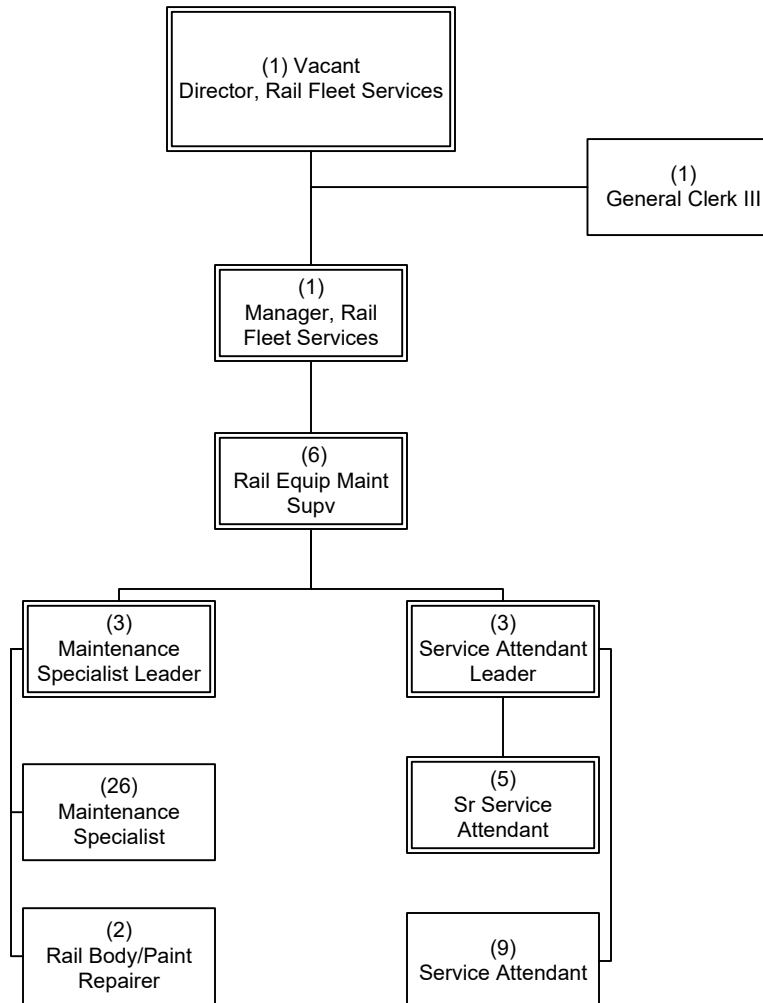 (1) Vacant
Director, Rail Fleet Services
(1)
General Clerk III
(1)
Manager, Rail
Fleet Services
(6)
Rail Equip Maint
Supv
(3)
Maintenance
Specialist Leader
(3)
Service Attendant
Leader
(26)
Maintenance
Specialist
(5)
Sr Service
Attendant
(2)
Rail Body/Paint
Repairer
(9)
Service Attendant